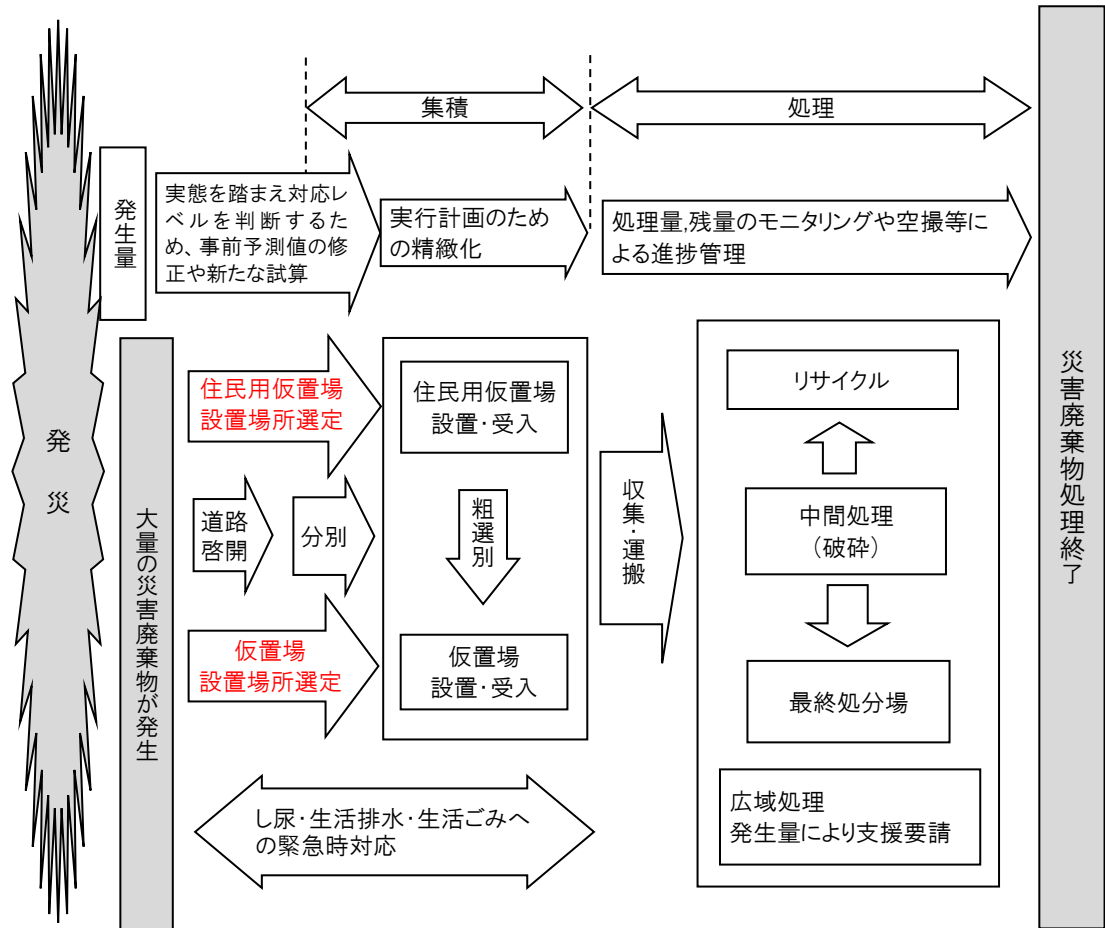 集積
処理
発生量
実態を踏まえ対応レ
ベルを判断するた
め、事前予測値の修
正や新たな試算
実行計画のため
の精緻化
処理量,残量のモニタリングや空撮等に
よる進捗管理
発災
大量の災害廃棄物が発生
住民用仮置場
設置場所選定
住民用仮置場
設置・受入
道路
啓開
分別
粗選別
仮置場
設置場所選定
仮置場
設置・受入
収集・運搬
リサイクル
中間処理
（破砕）
最終処分場
広域処理
発生量により支援要請
し尿・生活排水・生活ごみへ
の緊急時対応
災害廃棄物処理終了